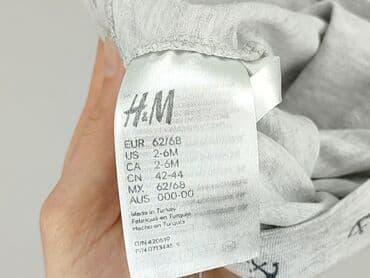 H&M
EUR 62/68
US 2-6M
CA 2-6M
CN 42-44
MX 62/68
AUS 000-00
Made in Turkey
Fabriqué en Turquie
Hecho en Turquía